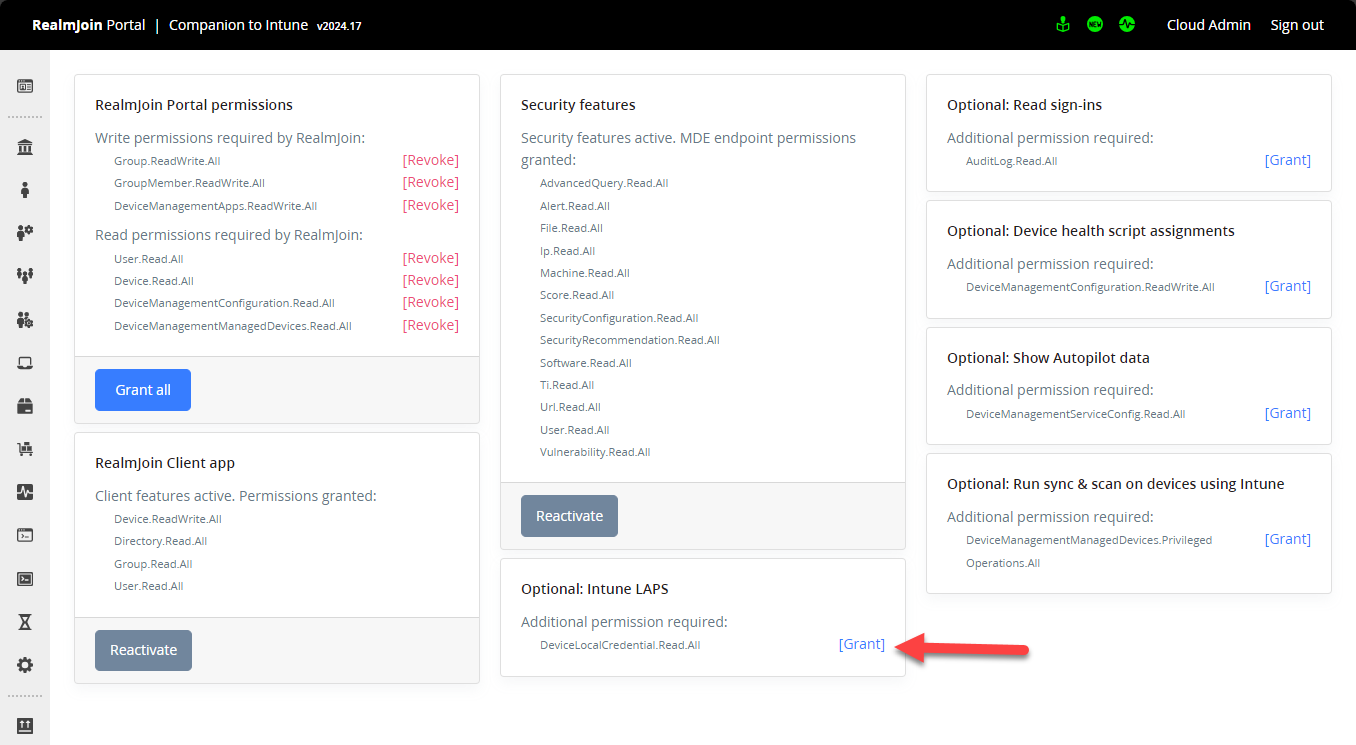 RealmJoin Portal | Companion to Intune v2024.17
NEW
Cloud Admin
Sign out
RealmJoin Portal permissions
Write permissions required by RealmJoin:
Group.ReadWrite.All [Revoke]
GroupMember.ReadWrite.All [Revoke]
DeviceManagementApps.ReadWrite.All [Revoke]
Read permissions required by RealmJoin:
User.Read.All [Revoke]
Device.Read.All [Revoke]
DeviceManagementConfiguration.Read.All [Revoke]
DeviceManagementManagedDevices.Read.All [Revoke]
Grant all
RealmJoin Client app
Client features active. Permissions granted:
Device.ReadWrite.All
Directory.Read.All
Group.Read.All
User.Read.All
Reactivate
Security features
Security features active. MDE endpoint permissions
granted:
AdvancedQuery.Read.All
Alert.Read.All
File.Read.All
Ip.Read.All
Machine.Read.All
Score.Read.All
SecurityConfiguration.Read.All
SecurityRecommendation.Read.All
Software.Read.All
Ti.Read.All
Url.Read.All
User.Read.All
Vulnerability.Read.All
Reactivate
Optional: Intune LAPS
Additional permission required:
DeviceLocalCredential.Read.All [Grant]
Optional: Read sign-ins
Additional permission required:
AuditLog.Read.All [Grant]
Optional: Device health script assignments
Additional permission required:
DeviceManagementConfiguration.ReadWrite.All [Grant]
Optional: Show Autopilot data
Additional permission required:
DeviceManagementServiceConfig.Read.All [Grant]
Optional: Run sync & scan on devices using Intune
Additional permission required:
DeviceManagementManagedDevices.Privileged [Grant]
Operations.All